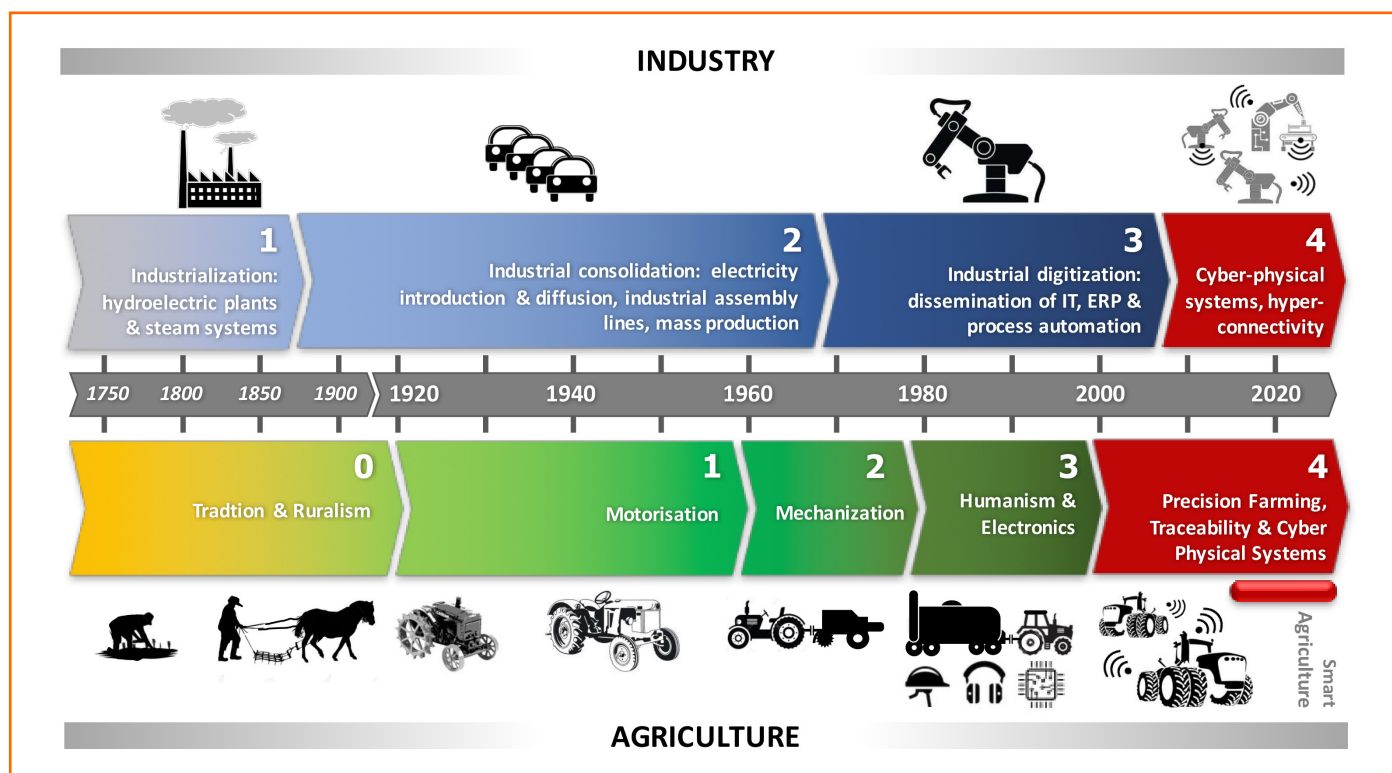 INDUSTRY
1
Industrialization:
hydroelectric plants
& steam systems
2
Industrial consolidation: electricity
introduction & diffusion, industrial assembly
lines, mass production
3
Industrial digitization:
dissemination of IT, ERP &
process automation
4
Cyber-physical
systems, hyper-
connectivity
1750 1800 1850 1900 1920 1940 1960 1980 2000 2020
0
Tradtion & Ruralism
1
Motorisation
2
Mechanization
3
Humanism &
Electronics
4
Precision Farming,
Traceability & Cyber
Physical Systems
Smart
Agriculture
AGRICULTURE